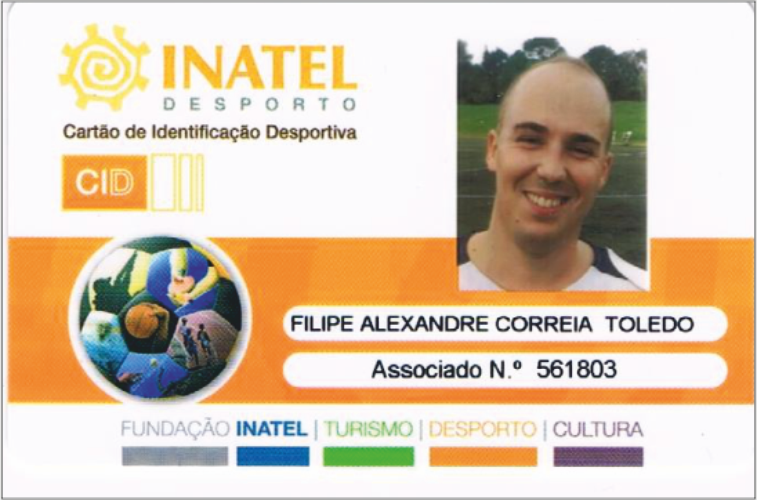 INATEL
DESPORTO
Cartão de Identificação Desportiva
CID
FILIPE ALEXANDRE CORREIA TOLEDO
Associado N.º 561803
FUNDAÇÃO INATEL | TURISMO | DESPORTO | CULTURA